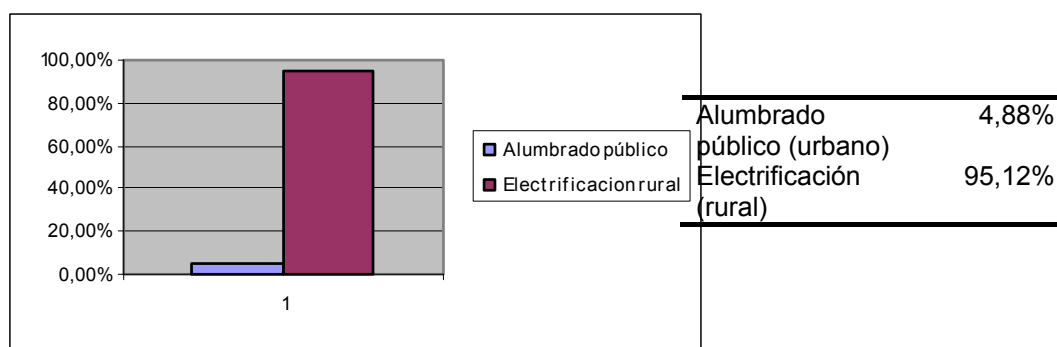 100,00%
80,00%
60,00%
40,00%
20,00%
0,00%
1
Alumbrado público
Electrificacion rural
Alumbrado 4,88%
público (urbano)
Electrificación 95,12%
(rural)